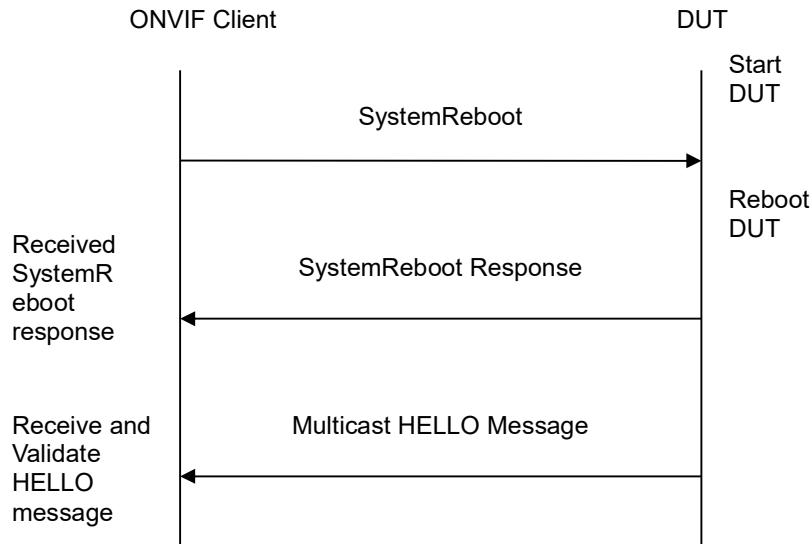 ONVIF Client
DUT
Start
DUT
SystemReboot
Reboot
DUT
Received
SystemR
eboot
response
SystemReboot Response
Receive and
Validate
HELLO
message
Multicast HELLO Message